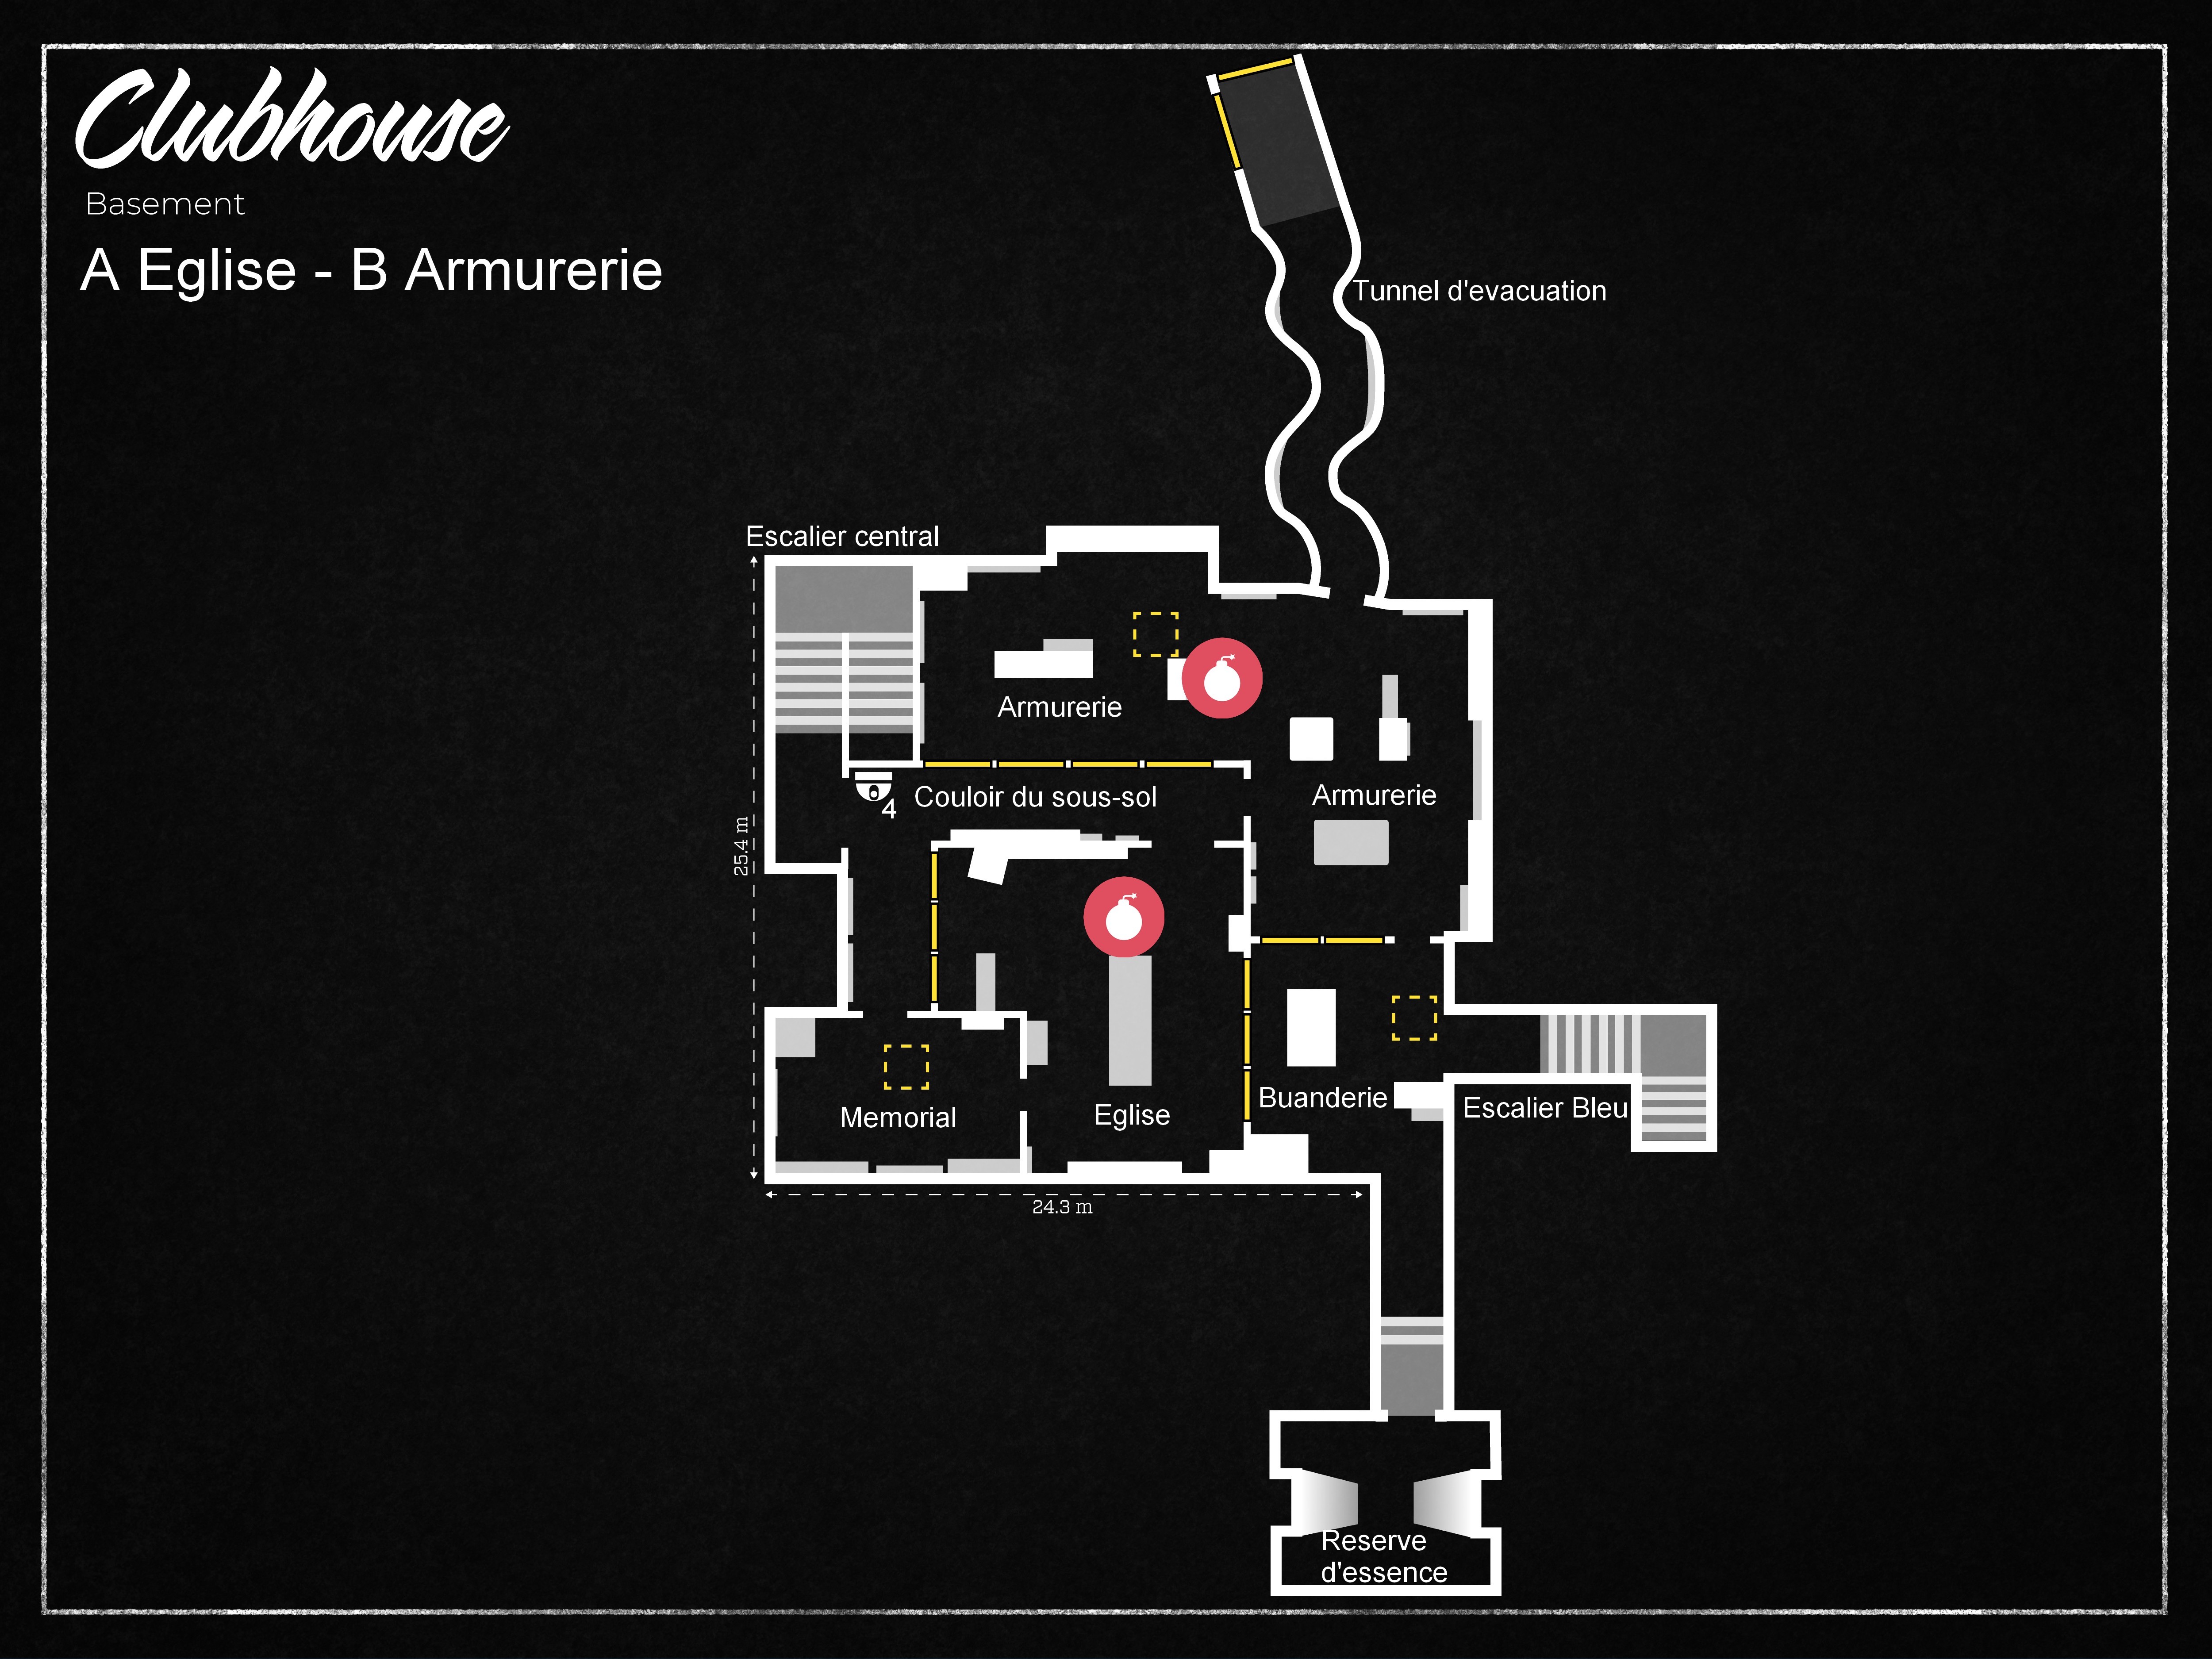 Clubhouse
Basement
A Eglise - B Armurerie
Tunnel d'evacuation
Escalier central
Armurerie
4
Couloir du sous-sol
Armurerie
25.4 m
Memorial
Eglise
Buanderie
Escalier Bleu
24.3 m
Reserve
d'essence